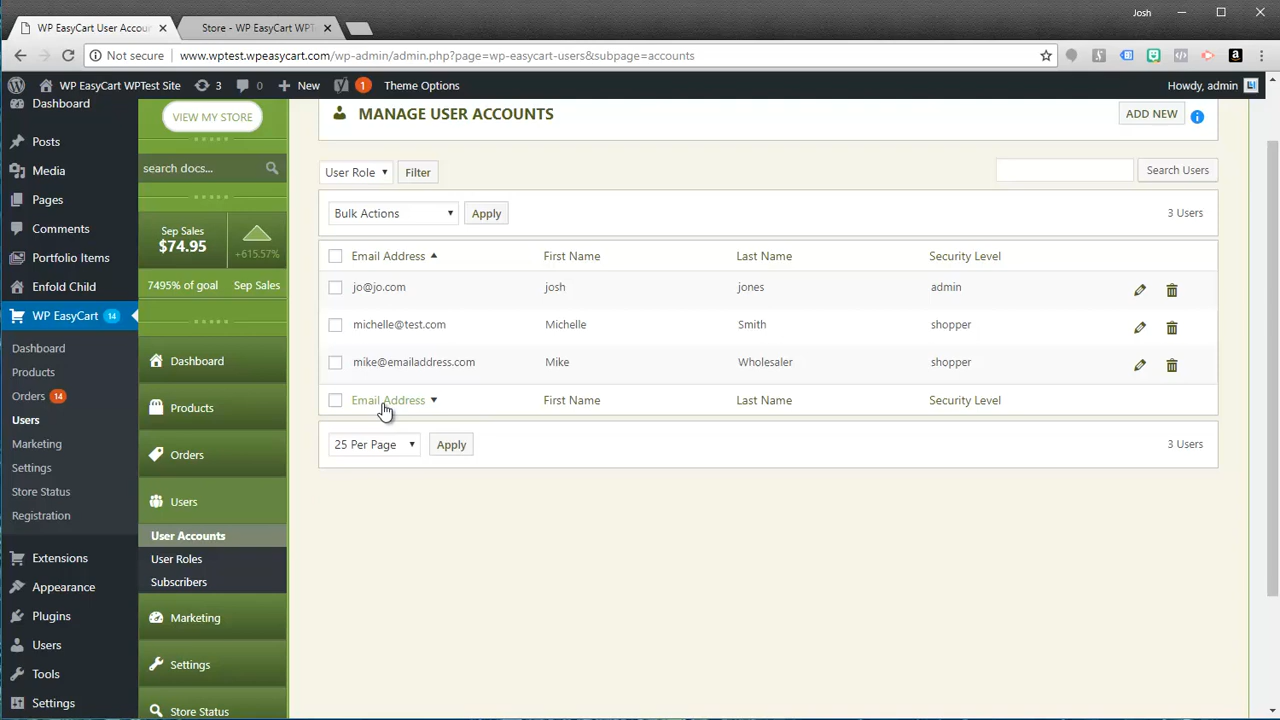 Josh
WP EasyCart User Accour
Store - WP EasyCart WPT
Not secure
www.wptest.wpeasycart.com/wp-admin/admin.php?page=wp-easycart-users&subpage=accounts
WP EasyCart WPTest Site
3
0
New
1
Theme Options
Howdy, admin
Dashboard
Posts
Media
Pages
Comments
Portfolio Items
Enfold Child
WP EasyCart 14
Dashboard
Products
Orders 14
Users
Marketing
Settings
Store Status
Registration
Extensions
Appearance
Plugins
Users
Tools
Settings
VIEW MY STORE
search docs...
Sep Sales
$74.95
+615.57%
7495% of goal
Sep Sales
Dashboard
Products
Orders
Users
User Accounts
User Roles
Subscribers
Marketing
Settings
Store Status
MANAGE USER ACCOUNTS
ADD NEW
User Role
Filter
Search Users
Bulk Actions
Apply
3 Users
Email Address First Name Last Name Security Level
jo@jo.com josh jones admin
michelle@test.com Michelle Smith shopper
mike@emailaddress.com Mike Wholesaler shopper
Email Address First Name Last Name Security Level
25 Per Page
Apply
3 Users